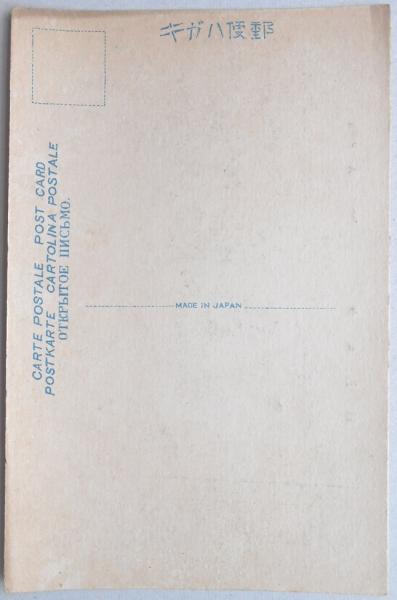 郵便ハガキ
CARTE POSTALE POST CARD
POSTKARTE CARTOLINA POSTALE
ОТКРЫТОЕ ПИСЬМО.
MADE IN JAPAN